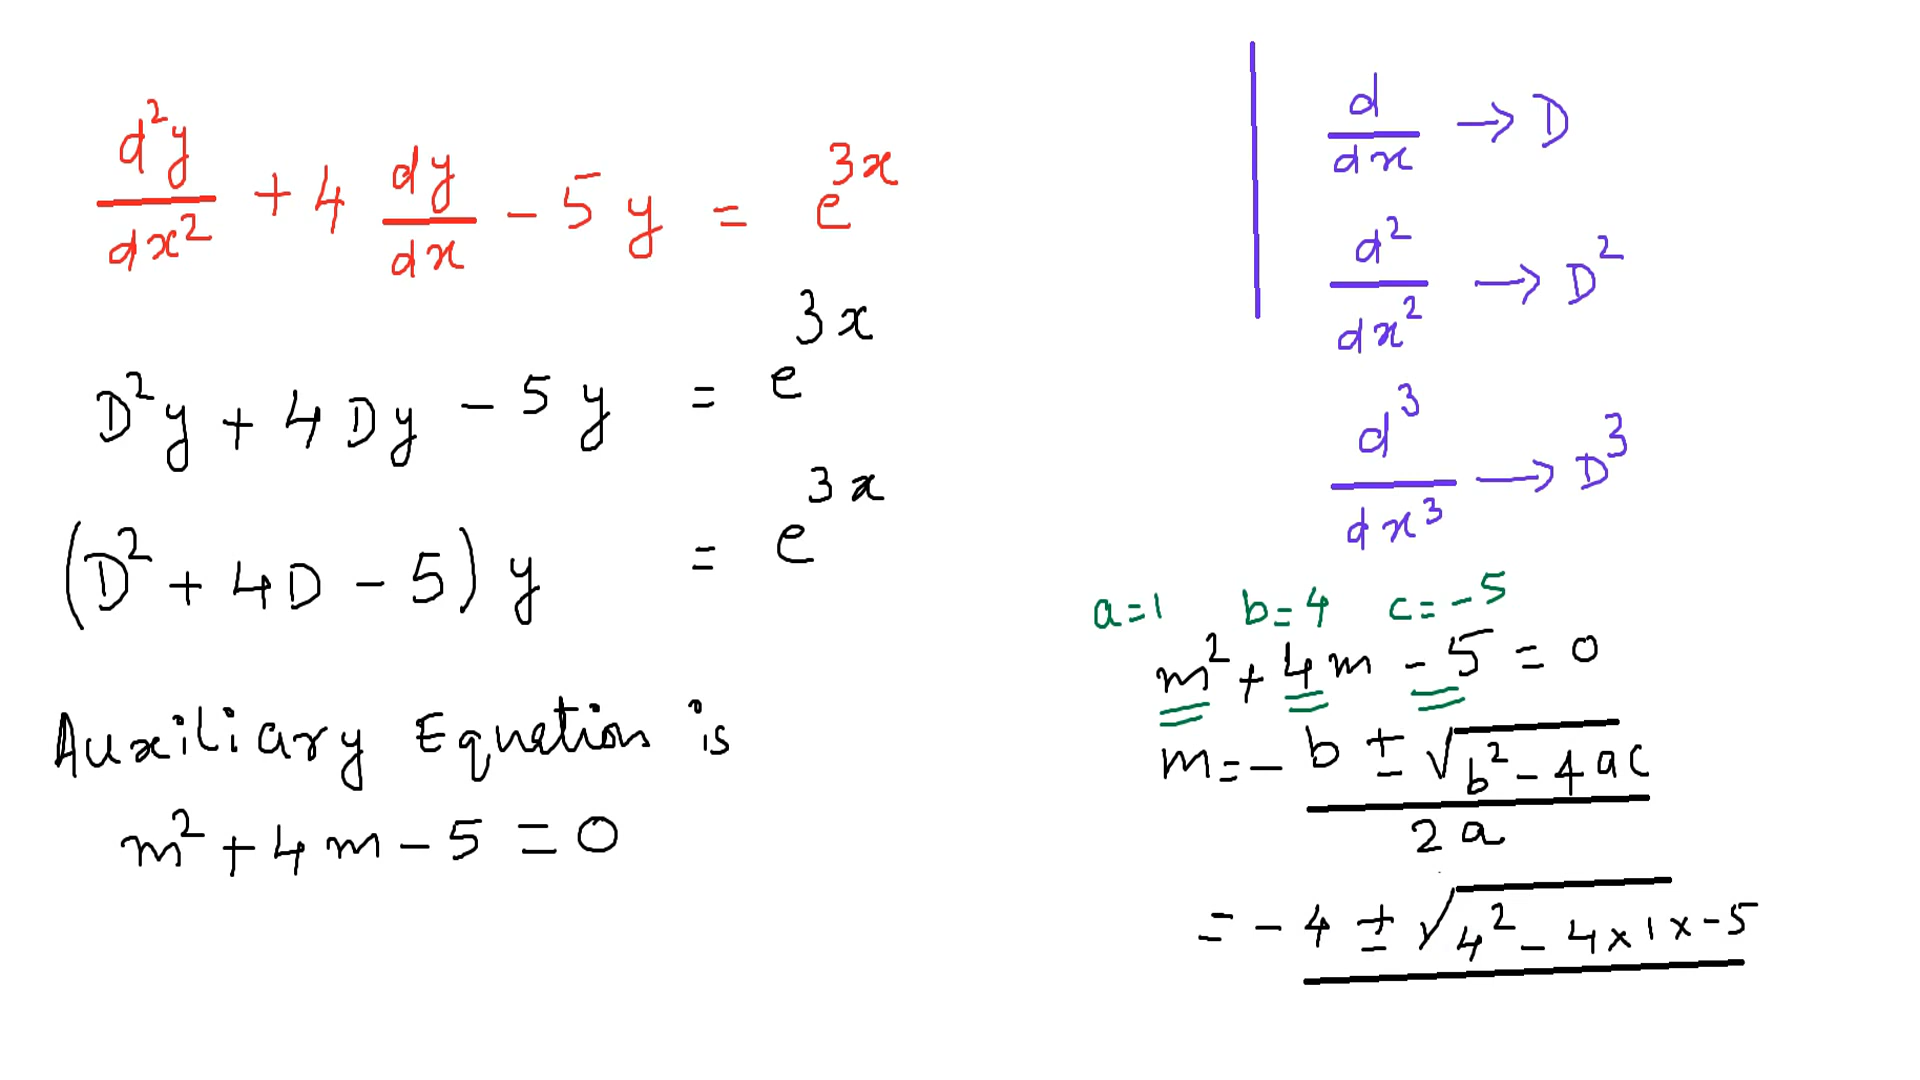 d²y/dx² + 4 dy/dx - 5y = e^3x
D²y + 4Dy - 5y = e^3x
(D² + 4D - 5)y = e^3x
Auxiliary Equation is
m² + 4m - 5 = 0
d/dx → D
d²/dx² → D²
d³/dx³ → D³
a=1 b=4 c=-5
m² + 4m - 5 = 0
m = - b ± √b² - 4ac / 2a
= - 4 ± √4² - 4×1×-5